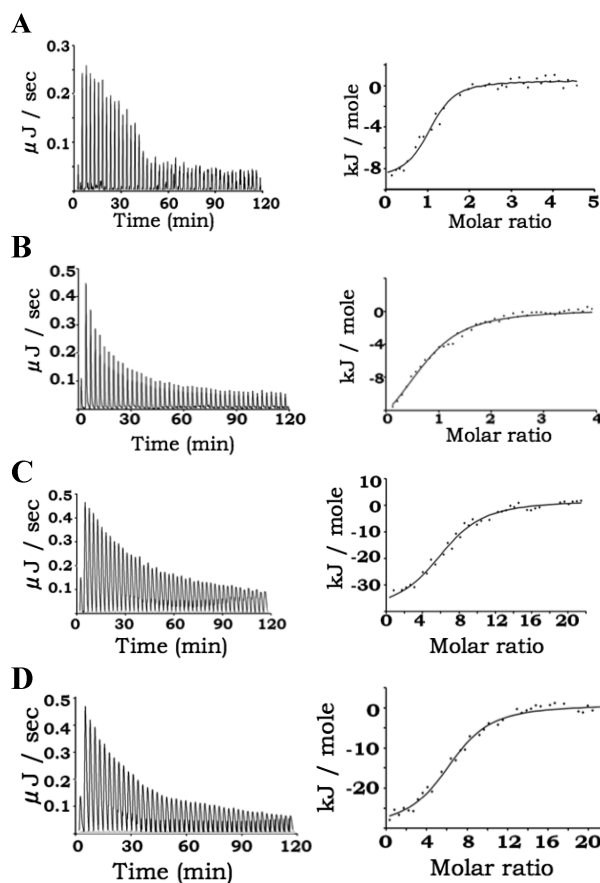 A
μJ / sec
0.3
0.2
0.1
0 30 60 90 120
Time (min)
kJ / mole
0
-4
-8
0 1 2 3 4 5
Molar ratio
B
μJ / sec
0.5
0.4
0.3
0.2
0.1
0 30 60 90 120
Time (min)
kJ / mole
0
-4
-8
0 1 2 3 4
Molar ratio
C
μJ / sec
0.5
0.4
0.3
0.2
0.1
0 30 60 90 120
Time (min)
kJ / mole
10
0
-10
-20
-30
0 4 8 12 16 20
Molar ratio
D
μJ / sec
0.5
0.4
0.3
0.2
0.1
0 30 60 90 120
Time (min)
kJ / mole
0
-10
-20
0 4 8 12 16 20
Molar ratio